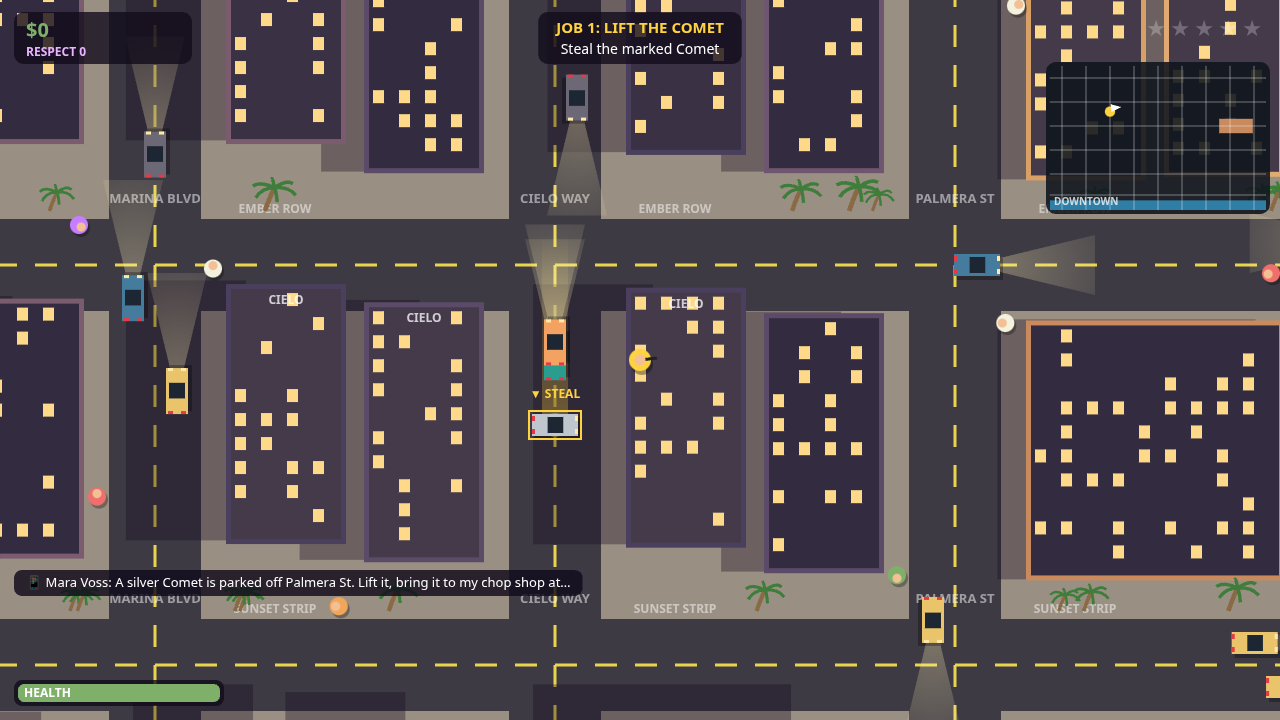 $0
RESPECT 0
JOB 1: LIFT THE COMET
Steal the marked Comet
★ ★ ★ ★ ★
DOWNTOWN
MARINA BLVD
EMBER ROW
CIELO WAY
EMBER ROW
PALMERA ST
CIELO
CIELO
CIELO
▼ STEAL
📱 Mara Voss: A silver Comet is parked off Palmera St. Lift it, bring it to my chop shop at...
MARINA BLVD
SUNSET STRIP
CIELO WAY
SUNSET STRIP
PALMERA ST
SUNSET STRIP
HEALTH